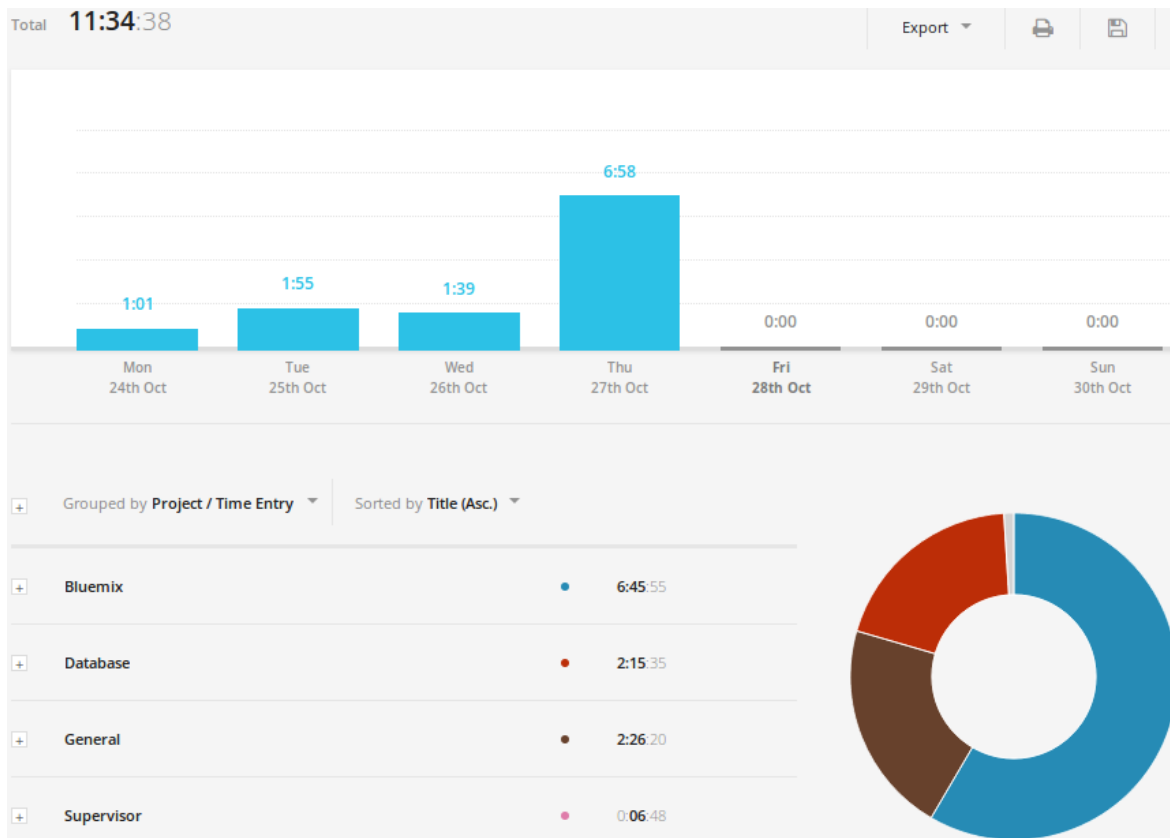 Total 11:34:38 Export
6:58
1:55
1:39
1:01
0:00 0:00 0:00
Mon Tue Wed Thu Fri Sat Sun
24th Oct 25th Oct 26th Oct 27th Oct 28th Oct 29th Oct 30th Oct
Grouped by Project / Time Entry Sorted by Title (Asc.)
Bluemix 6:45:55
Database 2:15:35
General 2:26:20
Supervisor 0:06:48